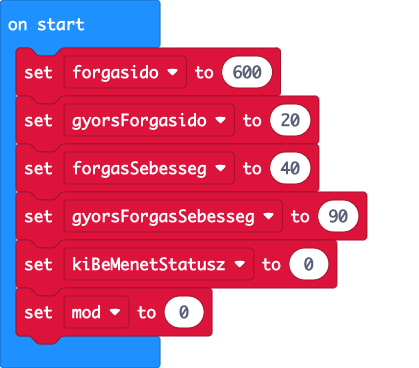 on start
set forgasido to 600
set gyorsForgasido to 20
set forgasSebesseg to 40
set gyorsForgasSebesseg to 90
set kiBeMenetStatusz to 0
set mod to 0